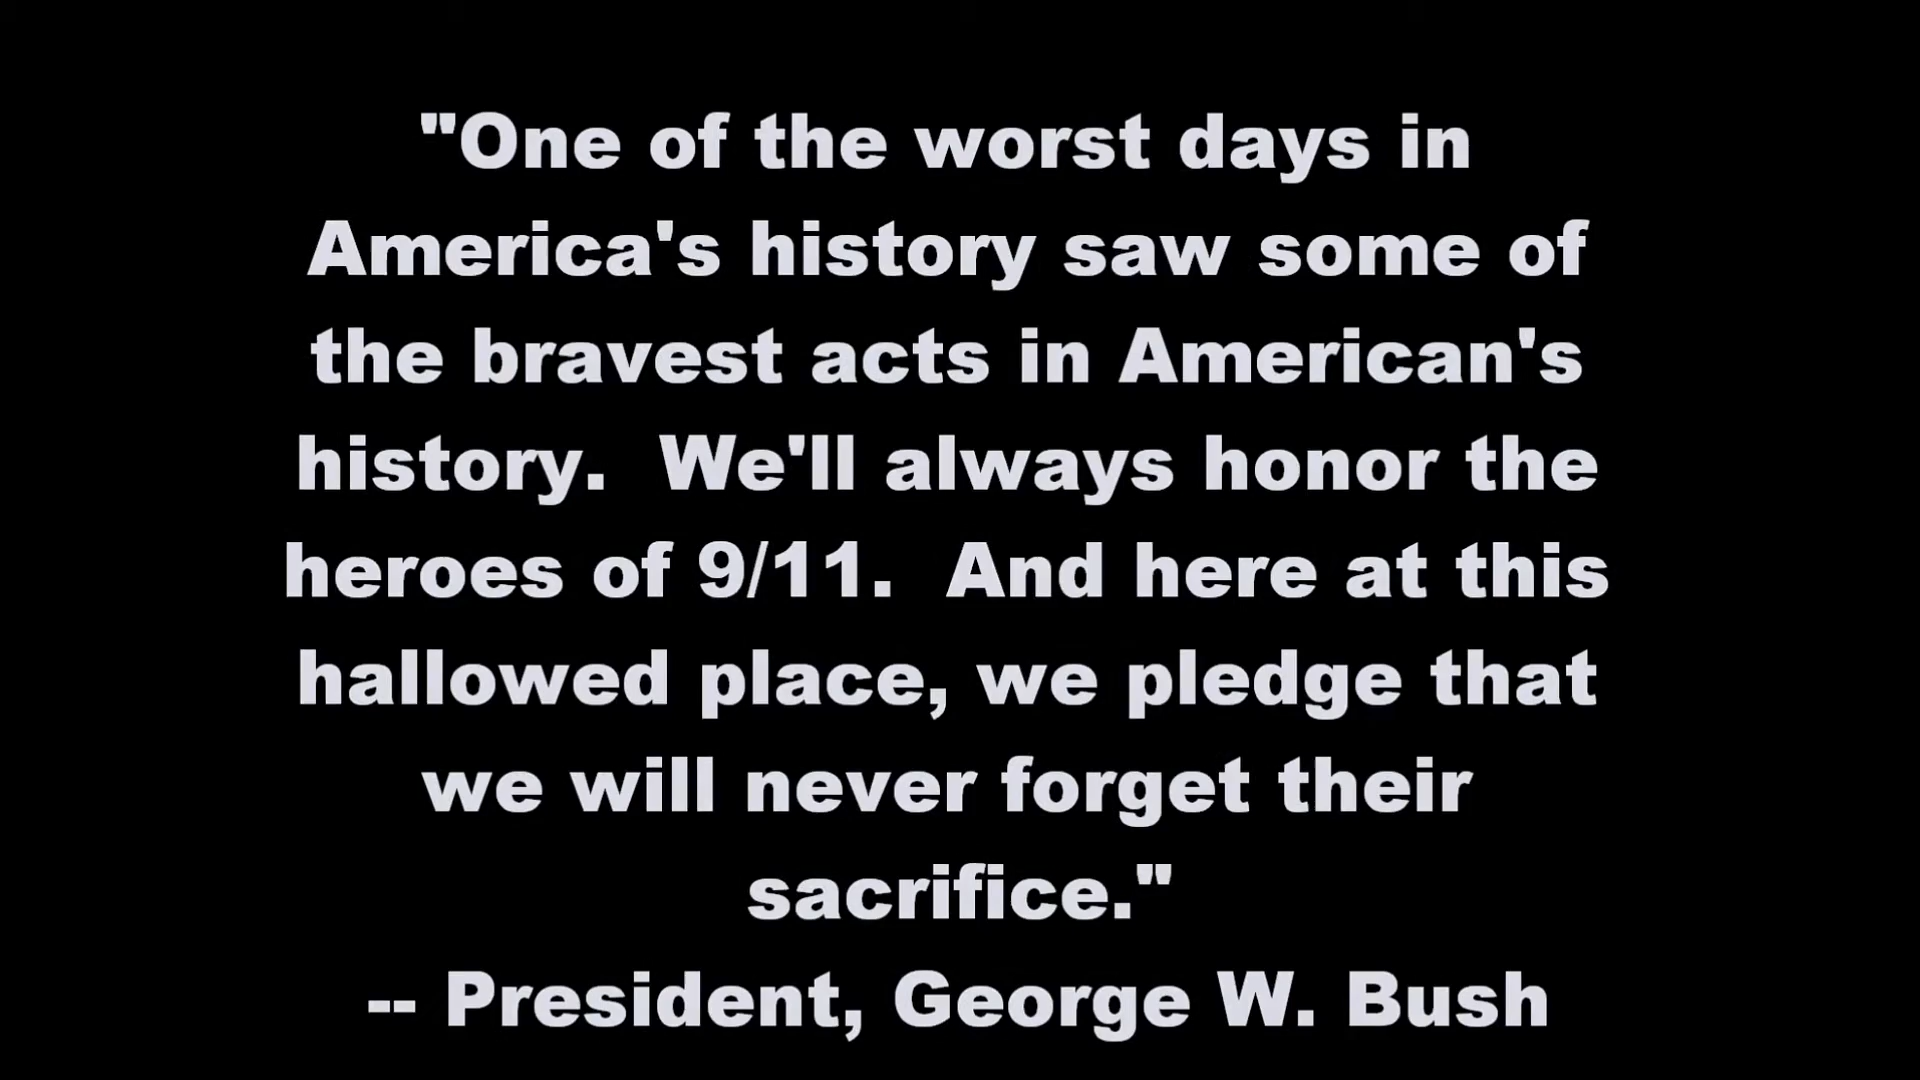 "One of the worst days in
America's history saw some of
the bravest acts in American's
history.  We'll always honor the
heroes of 9/11.  And here at this
hallowed place, we pledge that
we will never forget their
sacrifice."
-- President, George W. Bush